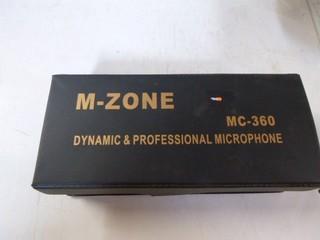 M-ZONE
MC-360
DYNAMIC & PROFESSIONAL MICROPHONE